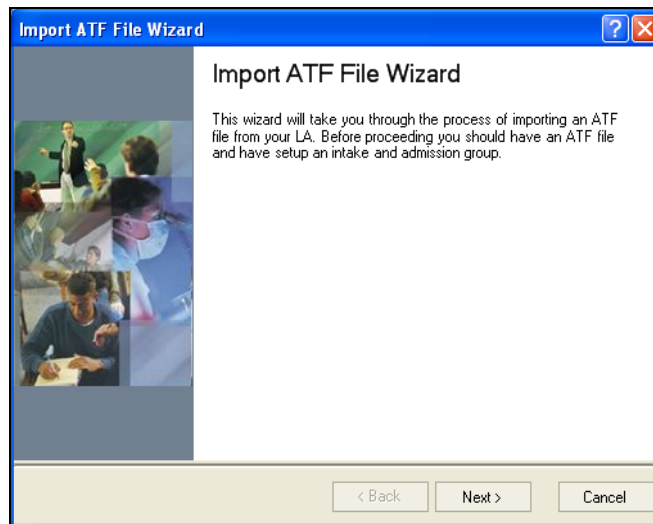 Import ATF File Wizard
Import ATF File Wizard
This wizard will take you through the process of importing an ATF
file from your LA. Before proceeding you should have an ATF file
and have setup an intake and admission group.
< Back Next > Cancel